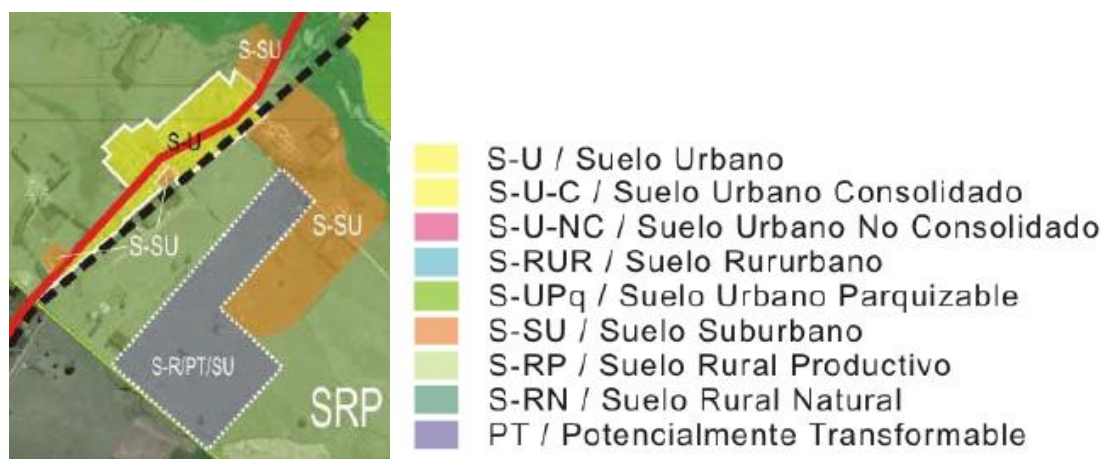 S-SU
S-U
S-SU
S-SU
S-R/PT/SU
SRP
S-U / Suelo Urbano
S-U-C / Suelo Urbano Consolidado
S-U-NC / Suelo Urbano No Consolidado
S-RUR / Suelo Rururbano
S-UPq / Suelo Urbano Parquizable
S-SU / Suelo Suburbano
S-RP / Suelo Rural Productivo
S-RN / Suelo Rural Natural
PT / Potencialmente Transformable